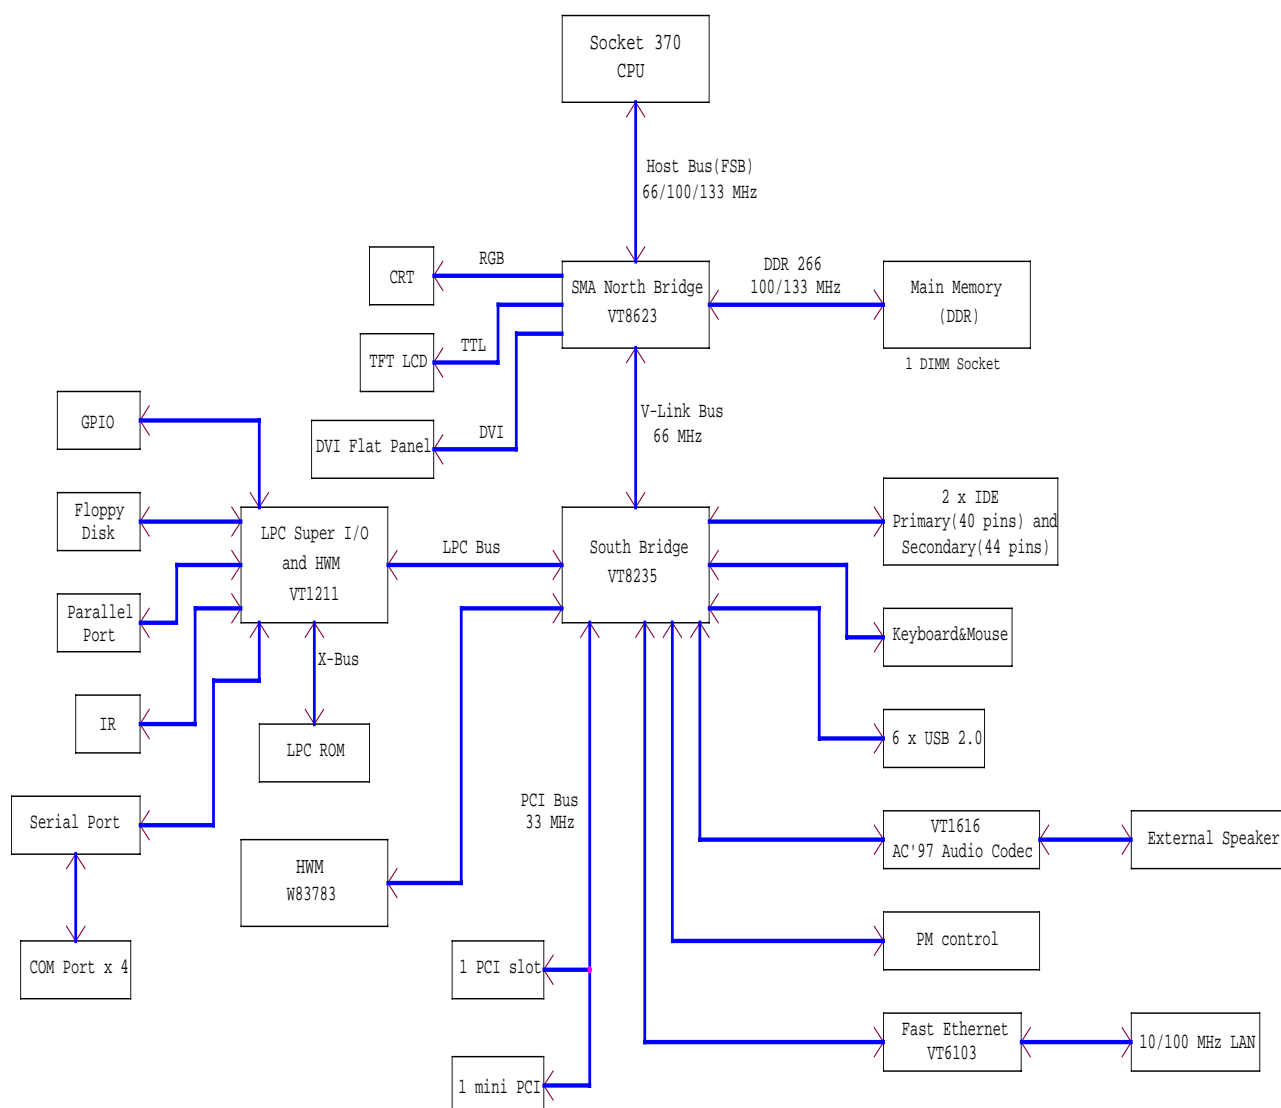 Socket 370
CPU
Host Bus(FSB)
66/100/133 MHz
RGB
CRT
SMA North Bridge
VT8623
DDR 266
100/133 MHz
Main Memory
(DDR)
1 DIMM Socket
TTL
TFT LCD
DVI
DVI Flat Panel
V-Link Bus
66 MHz
GPIO
Floppy
Disk
LPC Super I/O
and HWM
VT1211
LPC Bus
South Bridge
VT8235
2 x IDE
Primary(40 pins) and
Secondary(44 pins)
Parallel
Port
Keyboard&Mouse
X-Bus
IR
LPC ROM
6 x USB 2.0
Serial Port
PCI Bus
33 MHz
VT1616
AC'97 Audio Codec
External Speaker
HWM
W83783
PM control
COM Port x 4
1 PCI slot
Fast Ethernet
VT6103
10/100 MHz LAN
1 mini PCI